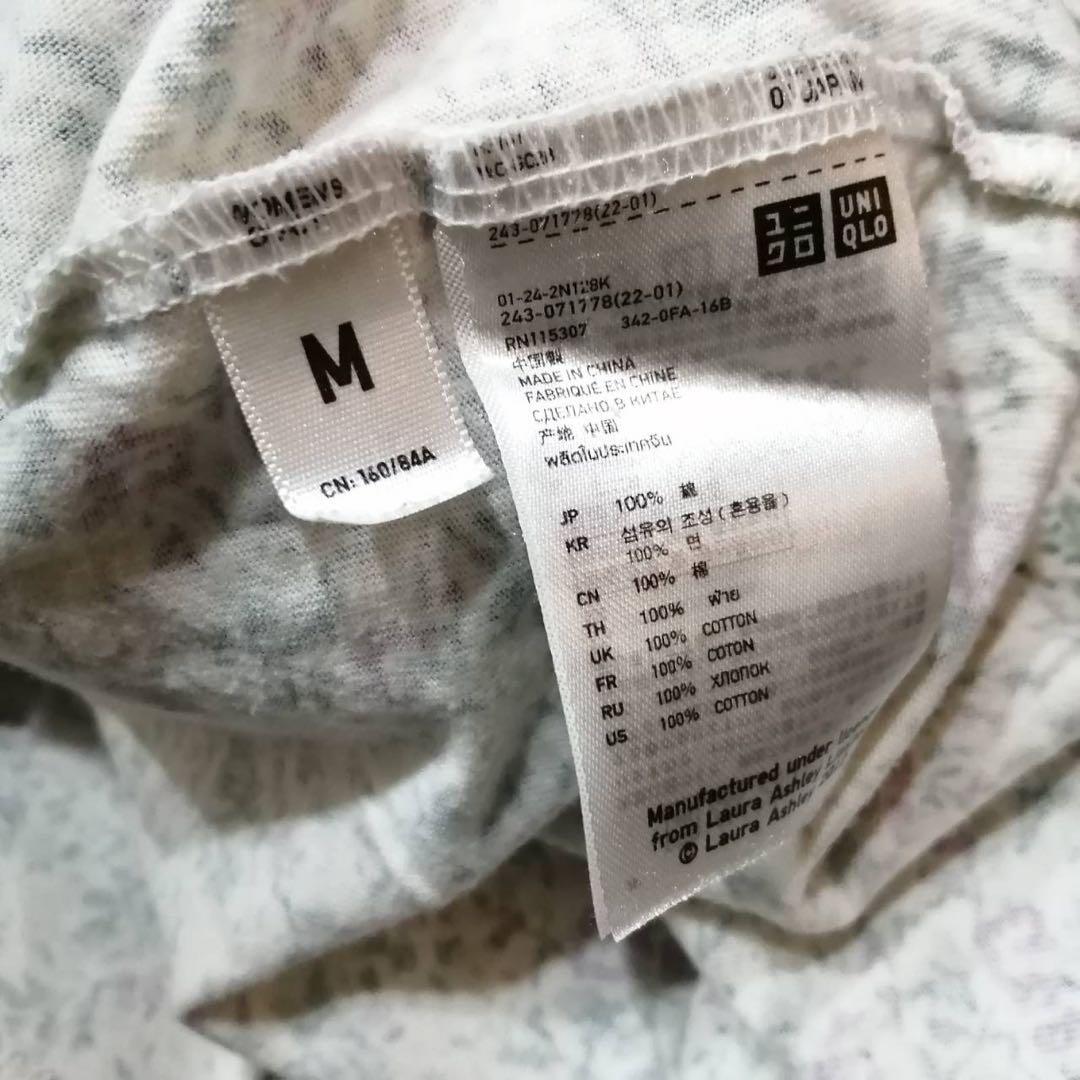 M
CN: 160/84A
243-071778(22-01)
ユニクロ
UNI
QLO
01-24-2N128K
243-071778(22-01)
RN115307 342-0FA-16B
中国製
MADE IN CHINA
FABRIQUE EN CHINE
СДЕЛАНО В КИТАЕ
产地 中国
ผลิตในประเทศจีน
JP 100% 綿
KR 섬유의 조성(혼용율)
100% 면
CN 100% 棉
TH 100% ฝ้าย
UK 100% COTTON
FR 100% COTON
RU 100% ХЛОПОК
US 100% COTTON
Manufactured under
from Laura Ashley
© Laura Ashley